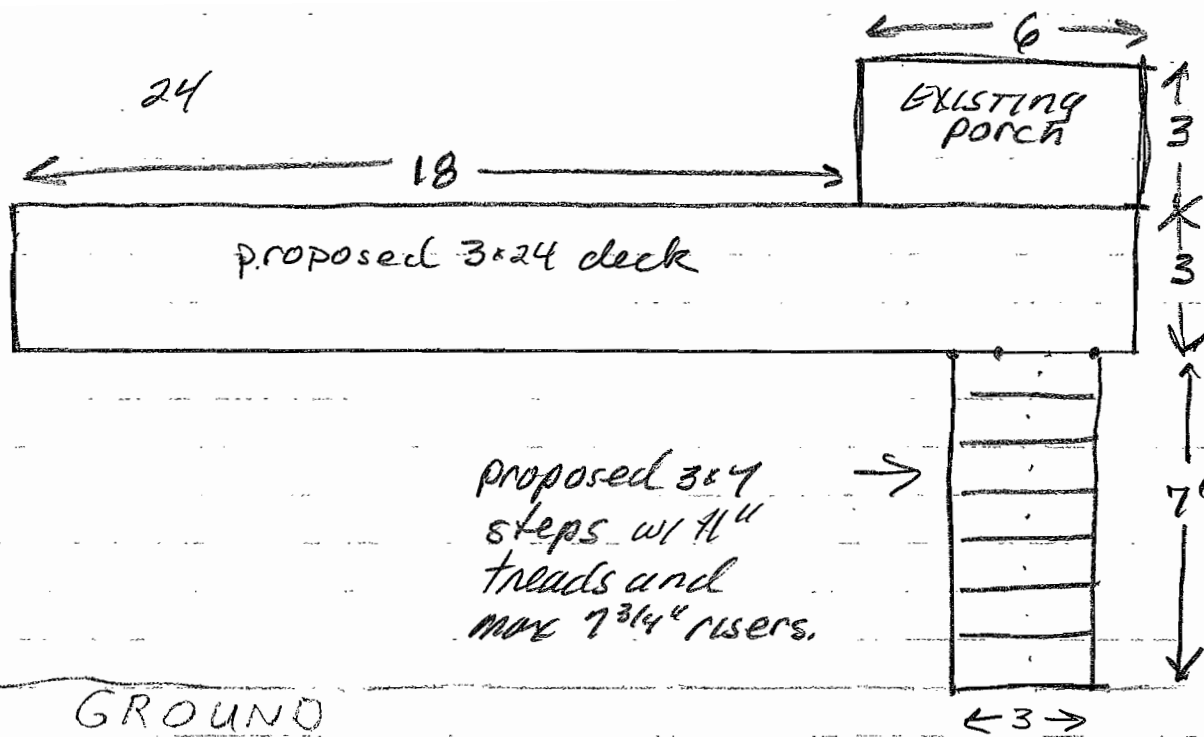 6
24
Existing
porch
3
18
proposed 3x24 deck
3
proposed
steps w/ 11"
treads and
max 7 3/4" risers.
7'
GROUND
3